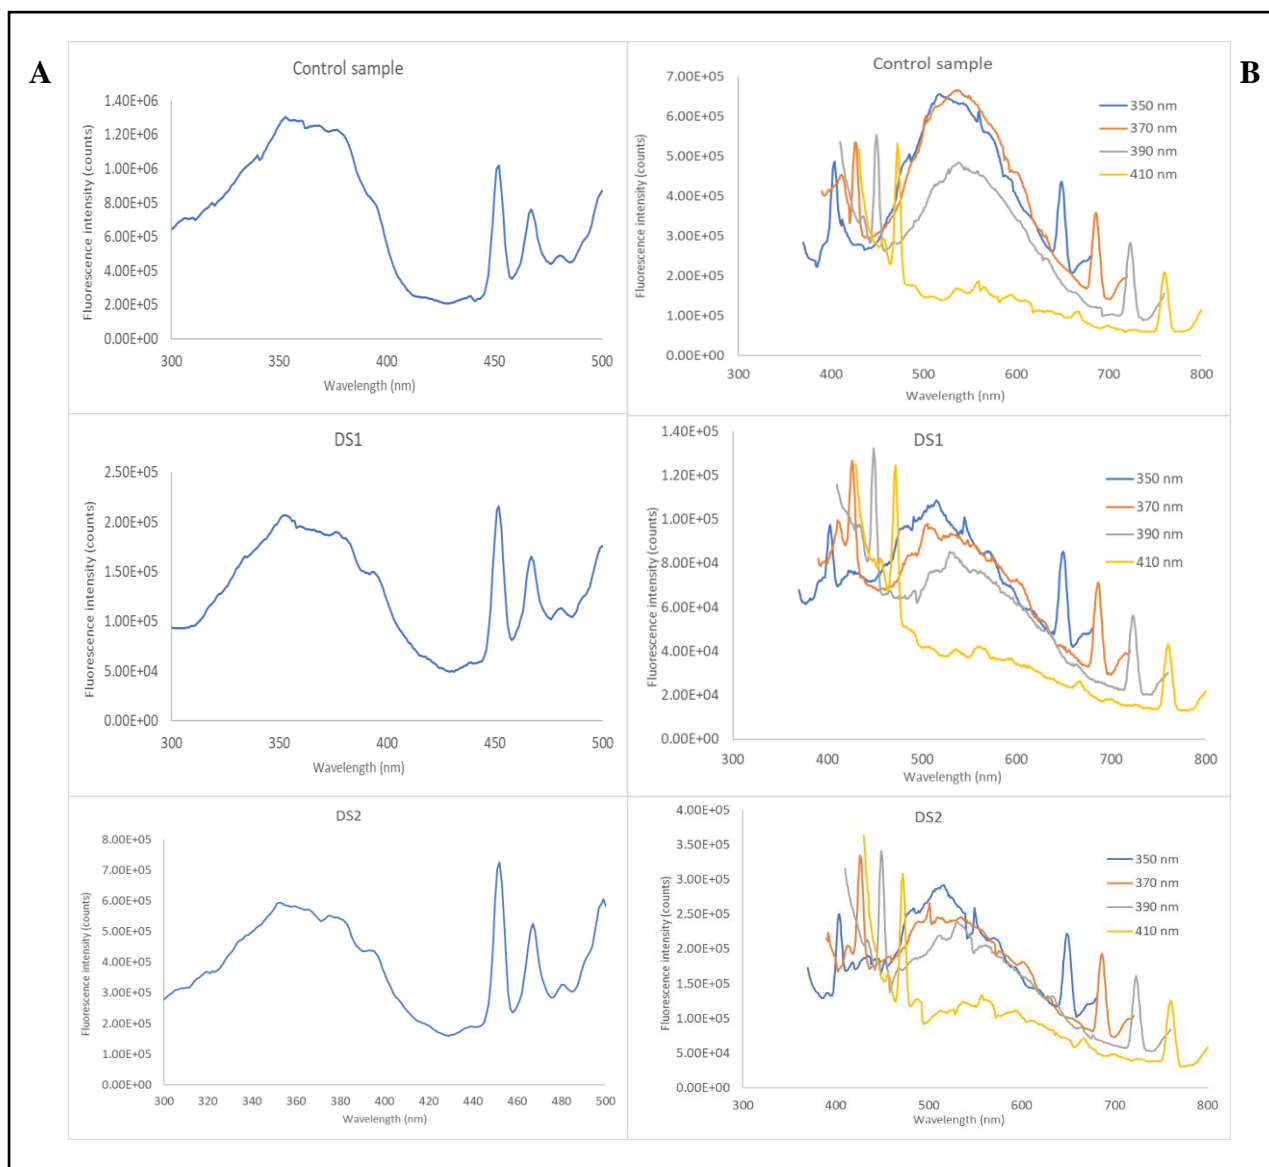 A
B
Control sample
Fluorescence intensity (counts)
1.40E+06
1.20E+06
1.00E+06
8.00E+05
6.00E+05
4.00E+05
2.00E+05
0.00E+00
300 350 400 450 500
Wavelength (nm)
Control sample
Fluorescence intensity (counts)
7.00E+05
6.00E+05
5.00E+05
4.00E+05
3.00E+05
2.00E+05
1.00E+05
0.00E+00
300 400 500 600 700 800
Wavelength (nm)
350 nm
370 nm
390 nm
410 nm
DS1
Fluorescence intensity (counts)
2.50E+05
2.00E+05
1.50E+05
1.00E+05
5.00E+04
0.00E+00
300 350 400 450 500
Wavelength (nm)
DS1
Fluorescence intensity (counts)
1.40E+05
1.20E+05
1.00E+05
8.00E+04
6.00E+04
4.00E+04
2.00E+04
0.00E+00
300 400 500 600 700 800
Wavelength (nm)
350 nm
370 nm
390 nm
410 nm
DS2
Fluorescence intensity (counts)
8.00E+05
7.00E+05
6.00E+05
5.00E+05
4.00E+05
3.00E+05
2.00E+05
1.00E+05
0.00E+00
300 320 340 360 380 400 420 440 460 480 500
Wavelength (nm)
DS2
Fluorescence intensity (counts)
4.00E+05
3.50E+05
3.00E+05
2.50E+05
2.00E+05
1.50E+05
1.00E+05
5.00E+04
0.00E+00
300 400 500 600 700 800
Wavelength (nm)
350 nm
370 nm
390 nm
410 nm